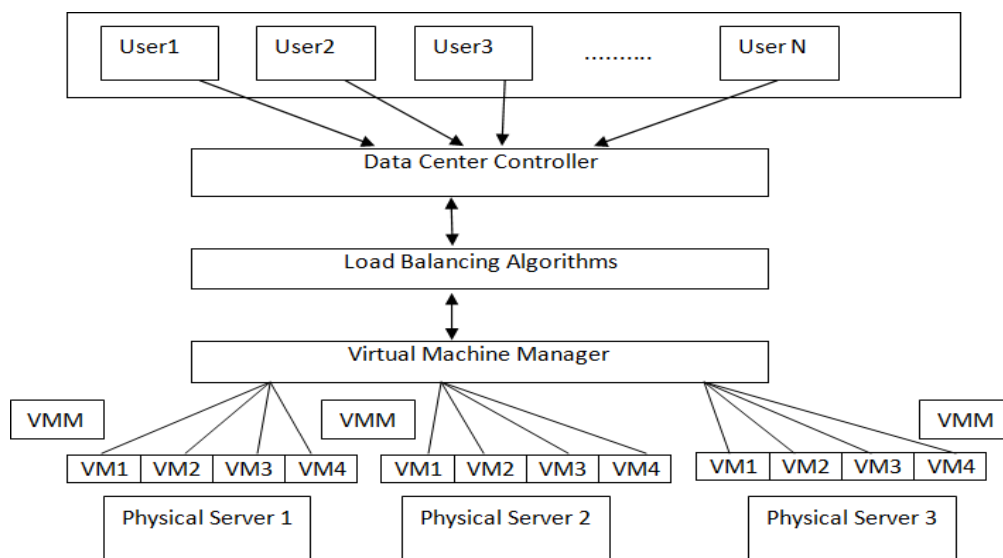 User1 User2 User3 .......... User N
Data Center Controller
Load Balancing Algorithms
Virtual Machine Manager
VMM VMM VMM
VM1 VM2 VM3 VM4 VM1 VM2 VM3 VM4 VM1 VM2 VM3 VM4
Physical Server 1 Physical Server 2 Physical Server 3